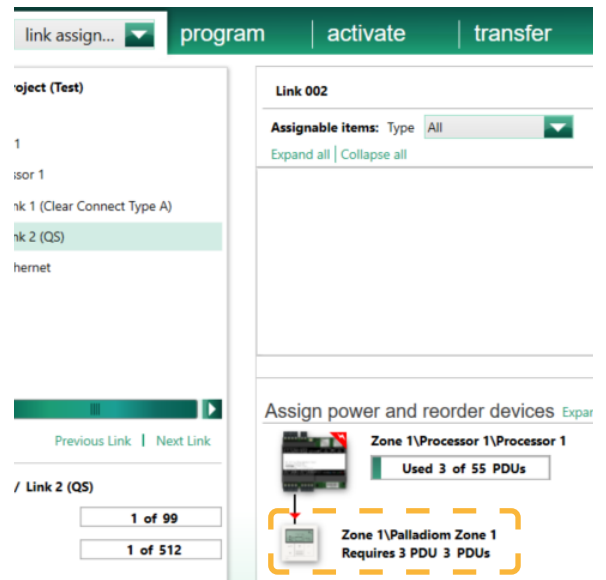 link assign... program activate transfer
oject (Test)
1
ssor 1
nk 1 (Clear Connect Type A)
nk 2 (QS)
hernet
Previous Link | Next Link
/ Link 2 (QS)
1 of 99
1 of 512
Link 002
Assignable items: Type All
Expand all | Collapse all
Assign power and reorder devices Expar
Zone 1\Processor 1\Processor 1
Used 3 of 55 PDUs
Zone 1\Palladiom Zone 1
Requires 3 PDU 3 PDUs